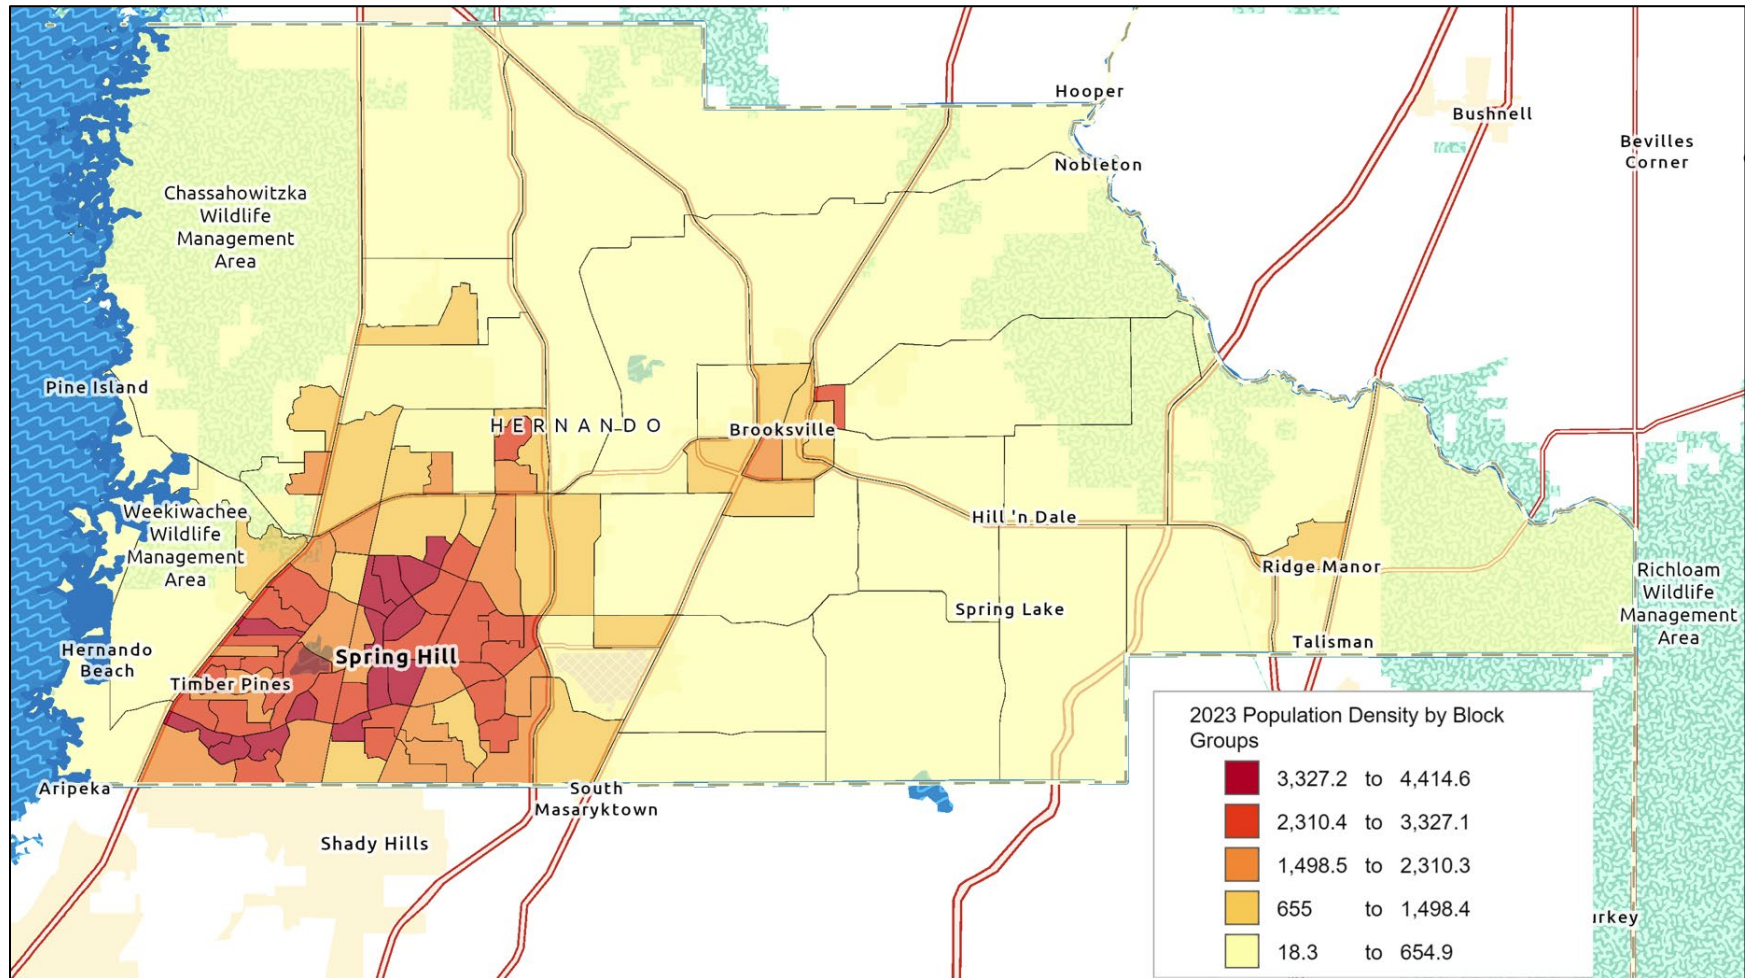 Hooper
Bushnell
Bevilles
Corner
Nobleton
Chassahowitzka
Wildlife
Management
Area
Pine Island
HERNANDO
Brooksville
Weekiwachee
Wildlife
Management
Area
Hill 'n Dale
Ridge Manor
Richloam
Wildlife
Management
Area
Spring Lake
Talisman
Hernando
Beach
Spring Hill
Timber Pines
Aripeka
South
Masaryktown
Shady Hills
2023 Population Density by Block
Groups
3,327.2 to 4,414.6
2,310.4 to 3,327.1
1,498.5 to 2,310.3
655 to 1,498.4
18.3 to 654.9